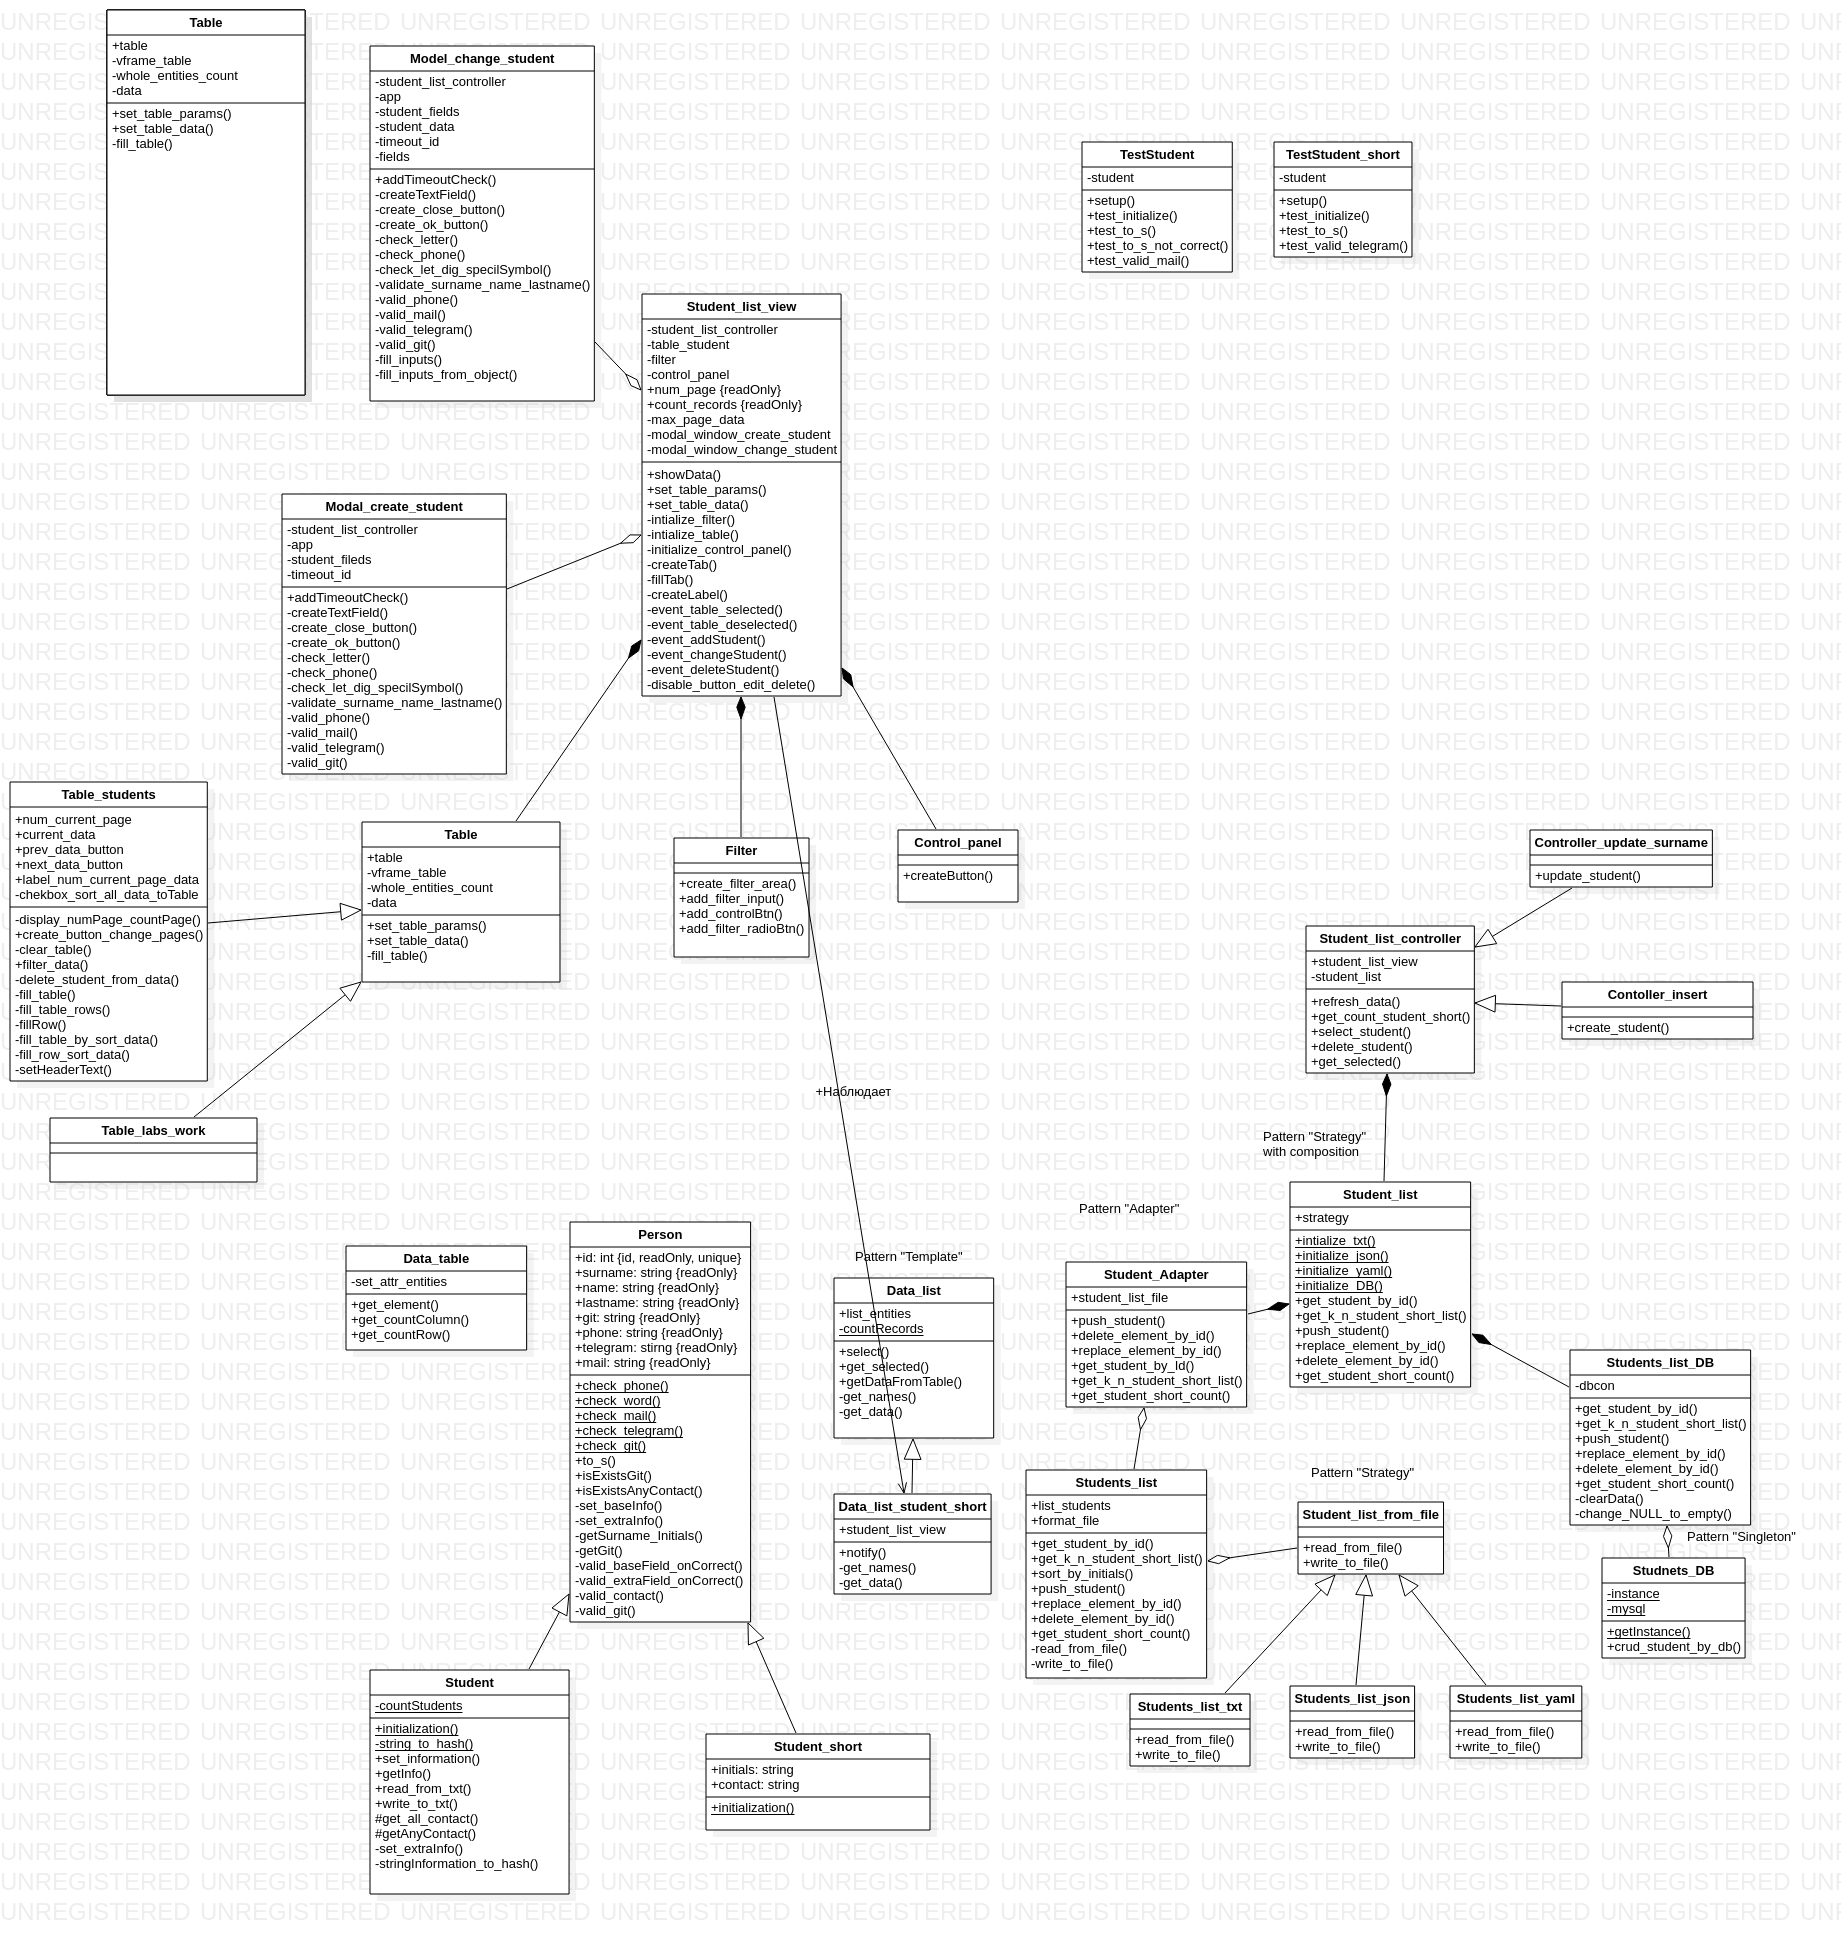 Table
+table
-vframe_table
-whole_entities_count
-data
+set_table_params()
+set_table_data()
-fill_table()
Model_change_student
-student_list_controller
-app
-student_fields
-student_data
-timeout_id
-fields
+addTimeoutCheck()
-createTextField()
-create_close_button()
-create_ok_button()
-check_letter()
-check_phone()
-check_let_dig_specilSymbol()
-validate_surname_name_lastname()
-valid_phone()
-valid_mail()
-valid_telegram()
-valid_git()
-fill_inputs()
-fill_inputs_from_object()
TestStudent
-student
+setup()
+test_initialize()
+test_to_s()
+test_to_s_not_correct()
+test_valid_mail()
TestStudent_short
-student
+setup()
+test_initialize()
+test_to_s()
+test_valid_telegram()
Student_list_view
-student_list_controller
-table_student
-filter
-control_panel
+num_page {readOnly}
+count_records {readOnly}
-max_page_data
-modal_window_create_student
-modal_window_change_student
+showData()
+set_table_params()
+set_table_data()
-intialize_filter()
-intialize_table()
-initialize_control_panel()
-createTab()
-fillTab()
-createLabel()
-event_table_selected()
-event_table_deselected()
-event_addStudent()
-event_changeStudent()
-event_deleteStudent()
-disable_button_edit_delete()
Modal_create_student
-student_list_controller
-app
-student_fileds
-timeout_id
+addTimeoutCheck()
-createTextField()
-create_close_button()
-create_ok_button()
-check_letter()
-check_phone()
-check_let_dig_specilSymbol()
-validate_surname_name_lastname()
-valid_phone()
-valid_mail()
-valid_telegram()
-valid_git()
Table_students
+num_current_page
+current_data
+prev_data_button
+next_data_button
+label_num_current_page_data
-chekbox_sort_all_data_toTable
-display_numPage_countPage()
+create_button_change_pages()
-clear_table()
+filter_data()
-delete_student_from_data()
-fill_table()
-fill_table_rows()
-fillRow()
-fill_table_by_sort_data()
-fill_row_sort_data()
-setHeaderText()
Table
+table
-vframe_table
-whole_entities_count
-data
+set_table_params()
+set_table_data()
-fill_table()
Filter
+create_filter_area()
+add_filter_input()
+add_controlBtn()
+add_filter_radioBtn()
Control_panel
+createButton()
Controller_update_surname
+update_student()
Student_list_controller
+student_list_view
-student_list
+refresh_data()
+get_count_student_short()
+select_student()
+delete_student()
+get_selected()
Contoller_insert
+create_student()
+Наблюдает
Table_labs_work
Pattern "Strategy"
with composition
Pattern "Adapter"
Student_list
+strategy
+intialize_txt()
+initialize_json()
+initialize_yaml()
+initialize_DB()
+get_student_by_id()
+get_k_n_student_short_list()
+push_student()
+replace_element_by_id()
+delete_element_by_id()
+get_student_short_count()
Data_table
-set_attr_entities
+get_element()
+get_countColumn()
+get_countRow()
Person
+id: int {id, readOnly, unique}
+surname: string {readOnly}
+name: string {readOnly}
+lastname: string {readOnly}
+git: string {readOnly}
+phone: string {readOnly}
+telegram: stirng {readOnly}
+mail: string {readOnly}
+check_phone()
+check_word()
+check_mail()
+check_telegram()
+check_git()
+to_s()
+isExistsGit()
+isExistsAnyContact()
-set_baseInfo()
-set_extraInfo()
-getSurname_Initials()
-getGit()
-valid_baseField_onCorrect()
-valid_extraField_onCorrect()
-valid_contact()
-valid_git()
Pattern "Template"
Data_list
+list_entities
-countRecords
+select()
+get_selected()
+getDataFromTable()
-get_names()
-get_data()
Student_Adapter
+student_list_file
+push_student()
+delete_element_by_id()
+replace_element_by_id()
+get_student_by_Id()
+get_k_n_student_short_list()
+get_student_short_count()
Students_list_DB
-dbcon
+get_student_by_id()
+get_k_n_student_short_list()
+push_student()
+replace_element_by_id()
+delete_element_by_id()
+get_student_short_count()
-clearData()
-change_NULL_to_empty()
Data_list_student_short
+student_list_view
+notify()
-get_names()
-get_data()
Students_list
+list_students
+format_file
+get_student_by_id()
+get_k_n_student_short_list()
+sort_by_initials()
+push_student()
+replace_element_by_id()
+delete_element_by_id()
+get_student_short_count()
-read_from_file()
-write_to_file()
Pattern "Strategy"
Student_list_from_file
+read_from_file()
+write_to_file()
Pattern "Singleton"
Studnets_DB
-instance
-mysql
+getInstance()
+crud_student_by_db()
Student
-countStudents
+initialization()
-string_to_hash()
+set_information()
+getInfo()
+read_from_txt()
+write_to_txt()
#get_all_contact()
#getAnyContact()
-set_extraInfo()
-stringInformation_to_hash()
Student_short
+initials: string
+contact: string
+initialization()
Students_list_txt
+read_from_file()
+write_to_file()
Students_list_json
+read_from_file()
+write_to_file()
Students_list_yaml
+read_from_file()
+write_to_file()